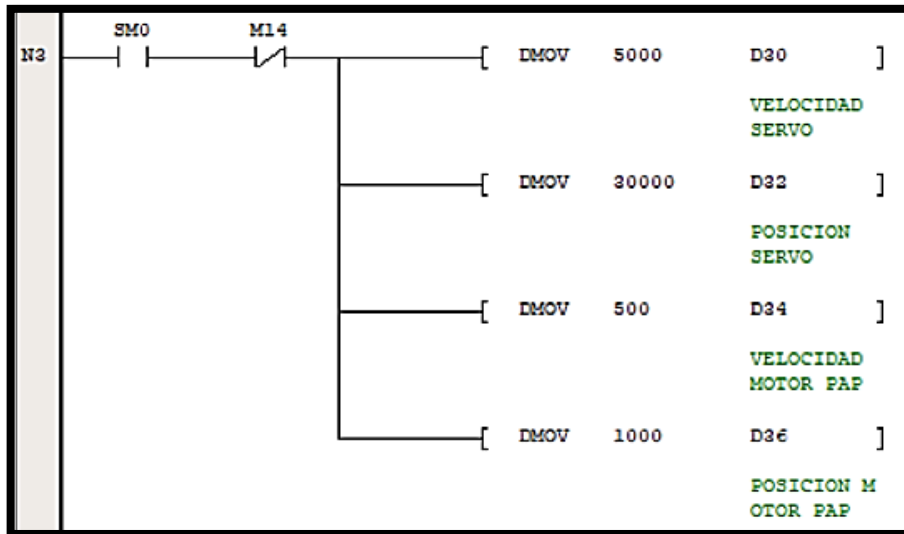 SM0 M14
N3 [ DMOV 5000 D30 ]
VELOCIDAD
SERVO
[ DMOV 30000 D32 ]
POSICION
SERVO
[ DMOV 500 D34 ]
VELOCIDAD
MOTOR PAP
[ DMOV 1000 D36 ]
POSICION M
OTOR PAP